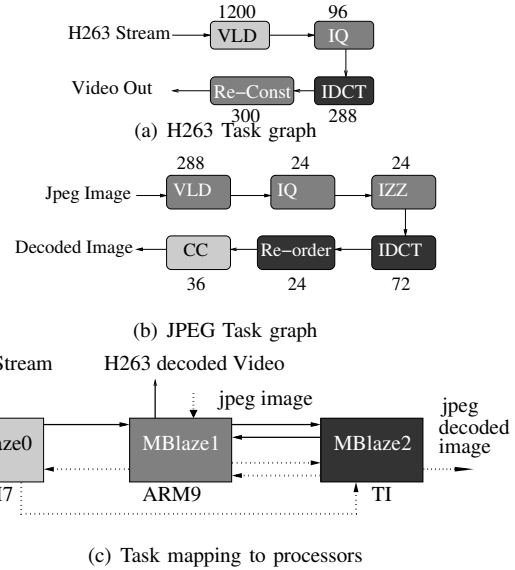 1200 96
H263 Stream VLD IQ
Video Out Re-Const IDCT
300 288
(a) H263 Task graph
288 24 24
Jpeg Image VLD IQ IZZ
Decoded Image CC Re-order IDCT
36 24 72
(b) JPEG Task graph
Stream H263 decoded Video
jpeg image
jpeg
decoded
image
aze0 MBlaze1 MBlaze2
17 ARM9 TI
(c) Task mapping to processors